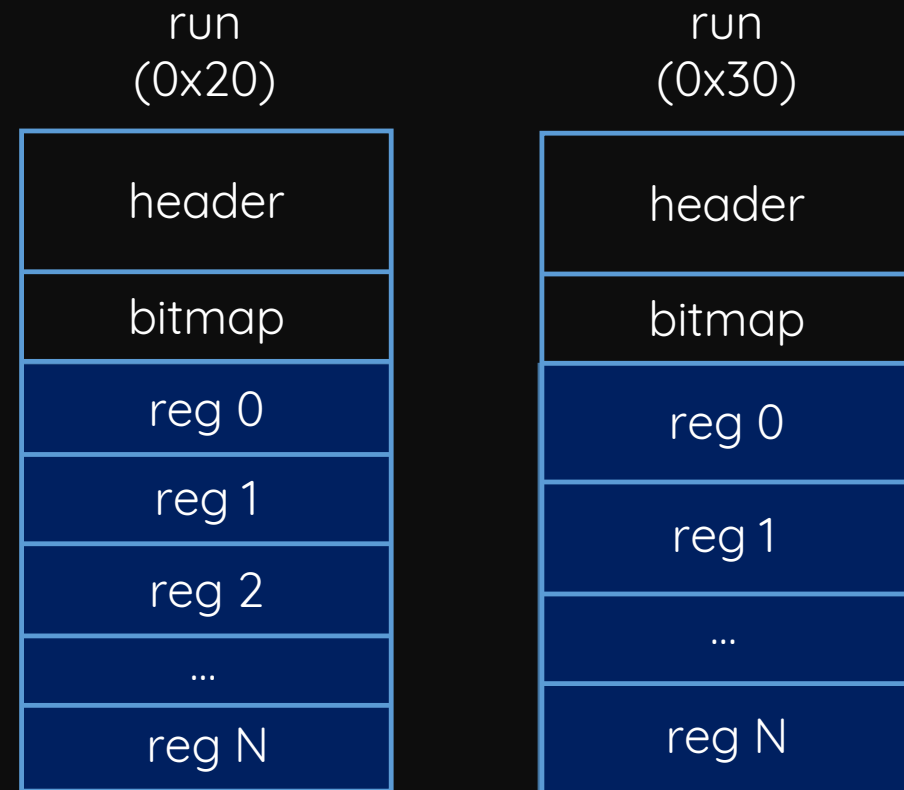 run
(0x20)
header
bitmap
reg 0
reg 1
reg 2
...
reg N
run
(0x30)
header
bitmap
reg 0
reg 1
...
reg N